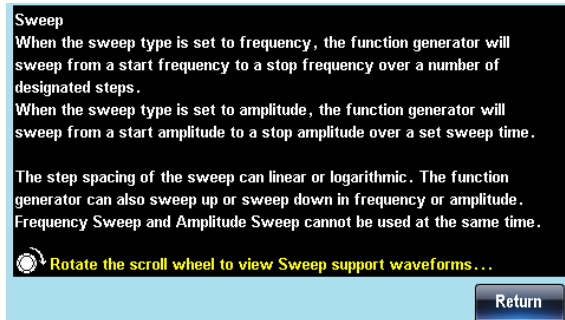 Sweep
When the sweep type is set to frequency, the function generator will
sweep from a start frequency to a stop frequency over a number of
designated steps.
When the sweep type is set to amplitude, the function generator will
sweep from a start amplitude to a stop amplitude over a set sweep time.
The step spacing of the sweep can linear or logarithmic. The function
generator can also sweep up or sweep down in frequency or amplitude.
Frequency Sweep and Amplitude Sweep cannot be used at the same time.
Rotate the scroll wheel to view Sweep support waveforms...
Return